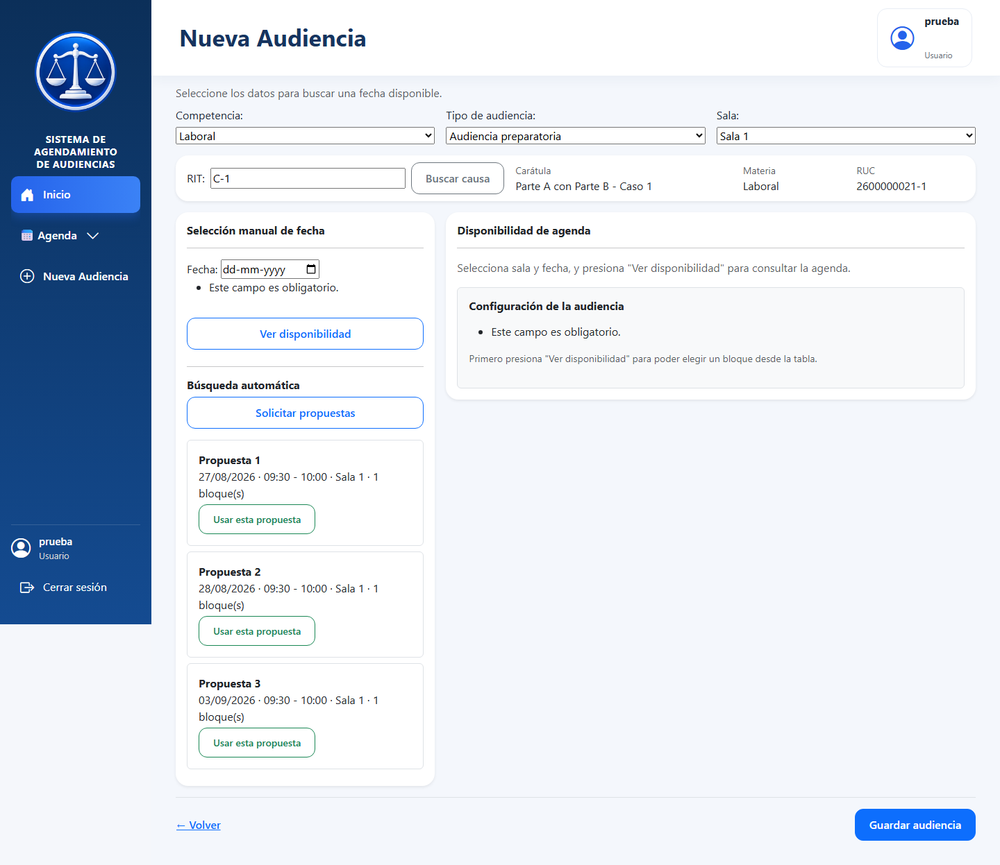 SISTEMA DE
AGENDAMIENTO
DE AUDIENCIAS
Inicio
Agenda
Nueva Audiencia
prueba
Usuario
Cerrar sesión
Nueva Audiencia
prueba
Usuario
Seleccione los datos para buscar una fecha disponible.
Competencia:
Laboral
Tipo de audiencia:
Audiencia preparatoria
Sala:
Sala 1
RIT: C-1
Buscar causa
Carátula
Parte A con Parte B - Caso 1
Materia
Laboral
RUC
2600000021-1
Selección manual de fecha
Fecha: dd-mm-yyyy
• Este campo es obligatorio.
Ver disponibilidad
Búsqueda automática
Solicitar propuestas
Propuesta 1
27/08/2026 · 09:30 - 10:00 · Sala 1 · 1
bloque(s)
Usar esta propuesta
Propuesta 2
28/08/2026 · 09:30 - 10:00 · Sala 1 · 1
bloque(s)
Usar esta propuesta
Propuesta 3
03/09/2026 · 09:30 - 10:00 · Sala 1 · 1
bloque(s)
Usar esta propuesta
Disponibilidad de agenda
Selecciona sala y fecha, y presiona "Ver disponibilidad" para consultar la agenda.
Configuración de la audiencia
• Este campo es obligatorio.
Primero presiona "Ver disponibilidad" para poder elegir un bloque desde la tabla.
← Volver
Guardar audiencia